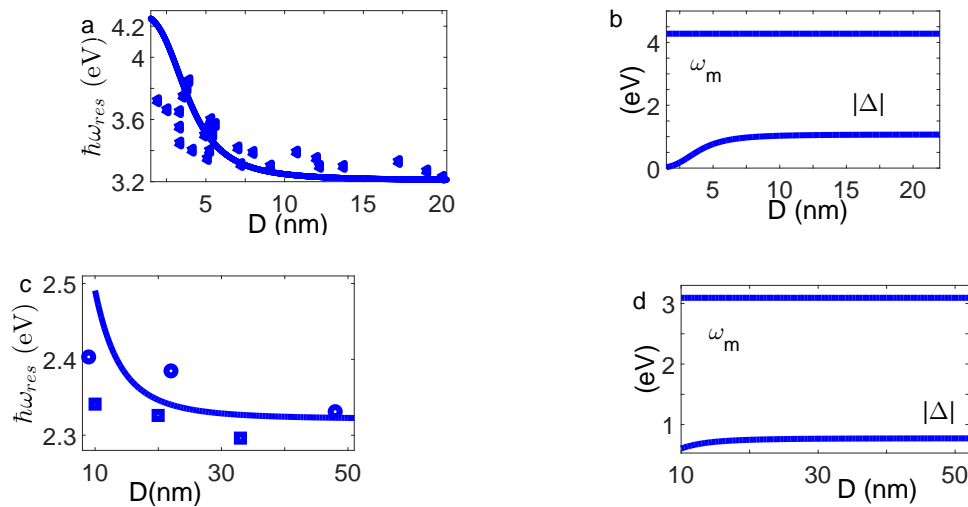 a
4.2
4
3.6
3.2
ħω_res (eV)
5 10 15 20
D (nm)
b
4
2
0
(eV)
ω_m
|Δ|
5 10 15 20
D (nm)
c
2.5
2.4
2.3
ħω_res (eV)
10 30 50
D(nm)
d
3
2
1
(eV)
ω_m
|Δ|
10 30 50
D (nm)